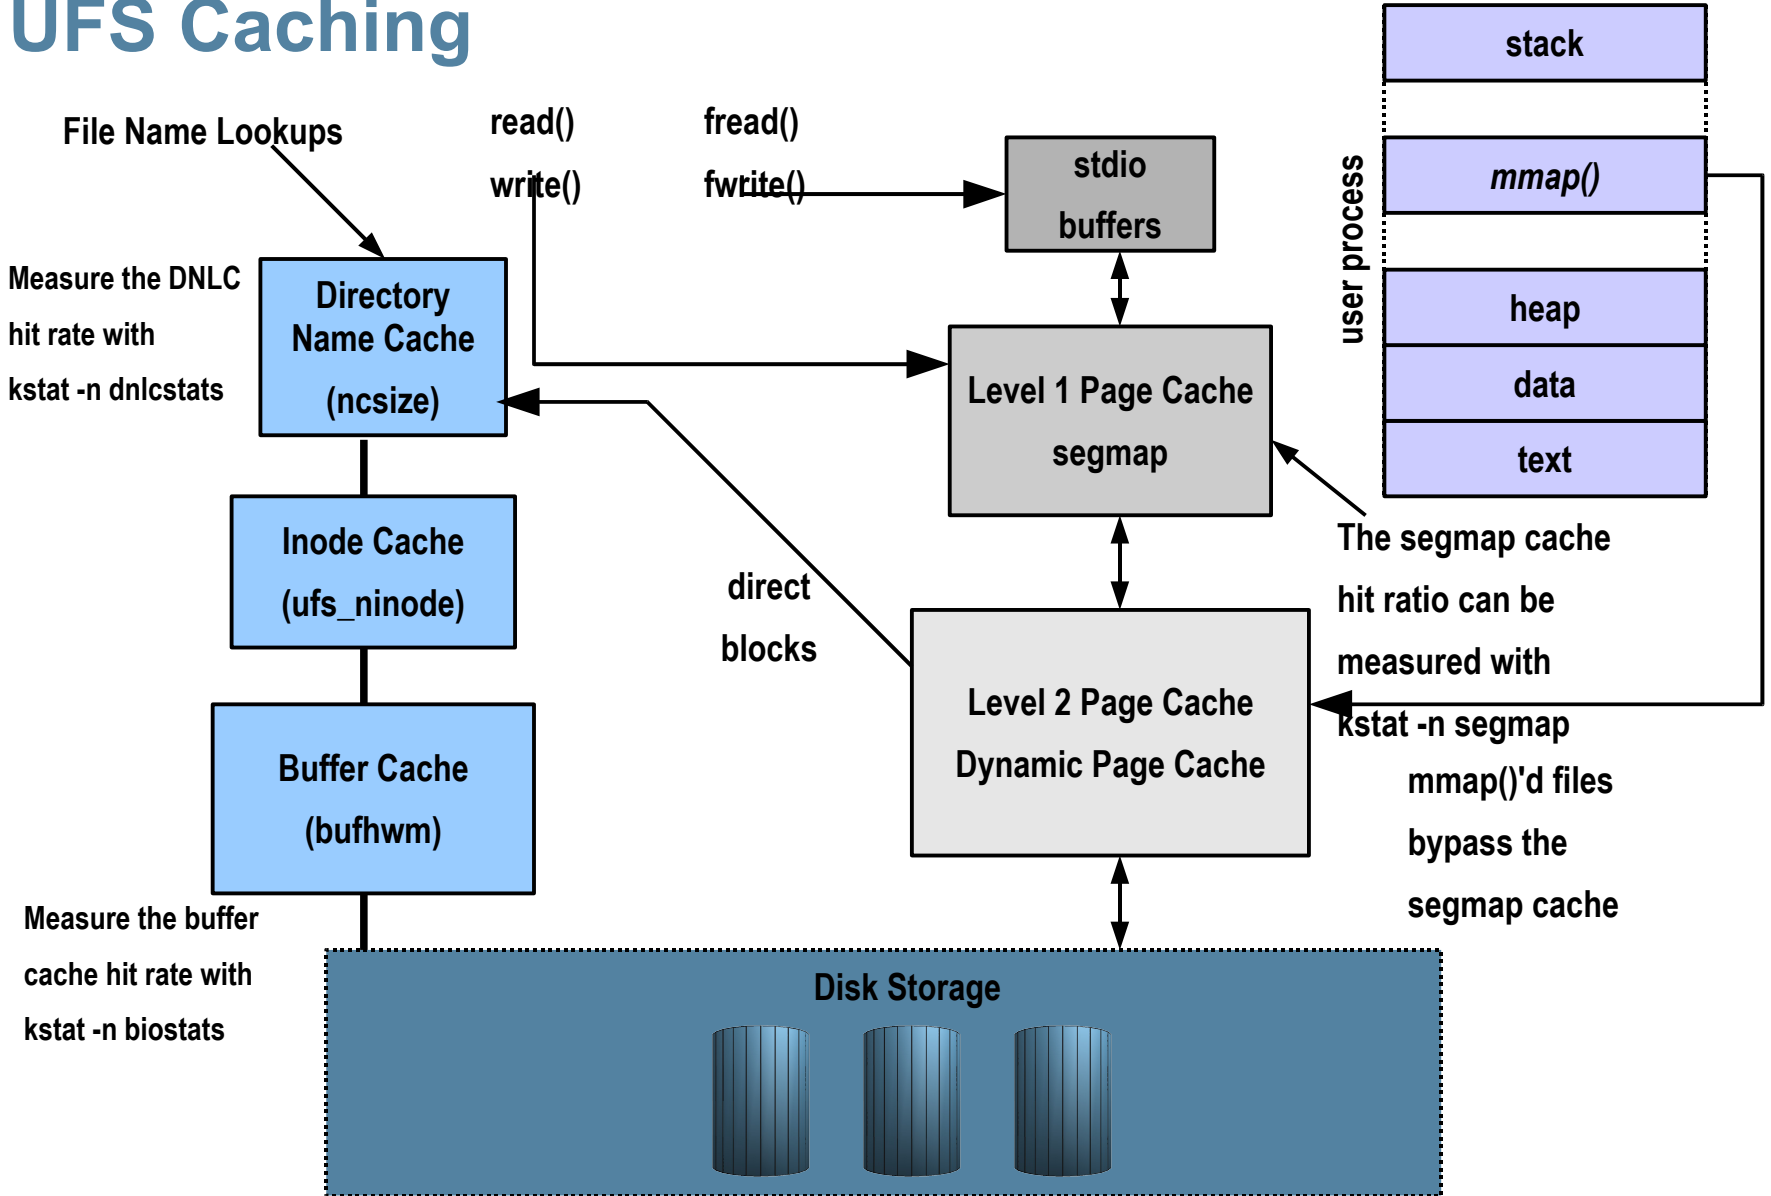 UFS Caching
File Name Lookups
read()
write()
fread()
fwrite()
stdio
buffers
stack
mmap()
heap
data
text
user process
Measure the DNLC
hit rate with
kstat -n dnlcstats
Directory
Name Cache
(ncsize)
Level 1 Page Cache
segmap
Inode Cache
(ufs_ninode)
direct
blocks
The segmap cache
hit ratio can be
measured with
kstat -n segmap
Level 2 Page Cache
Dynamic Page Cache
mmap()'d files
bypass the
segmap cache
Buffer Cache
(bufhwm)
Measure the buffer
cache hit rate with
kstat -n biostats
Disk Storage